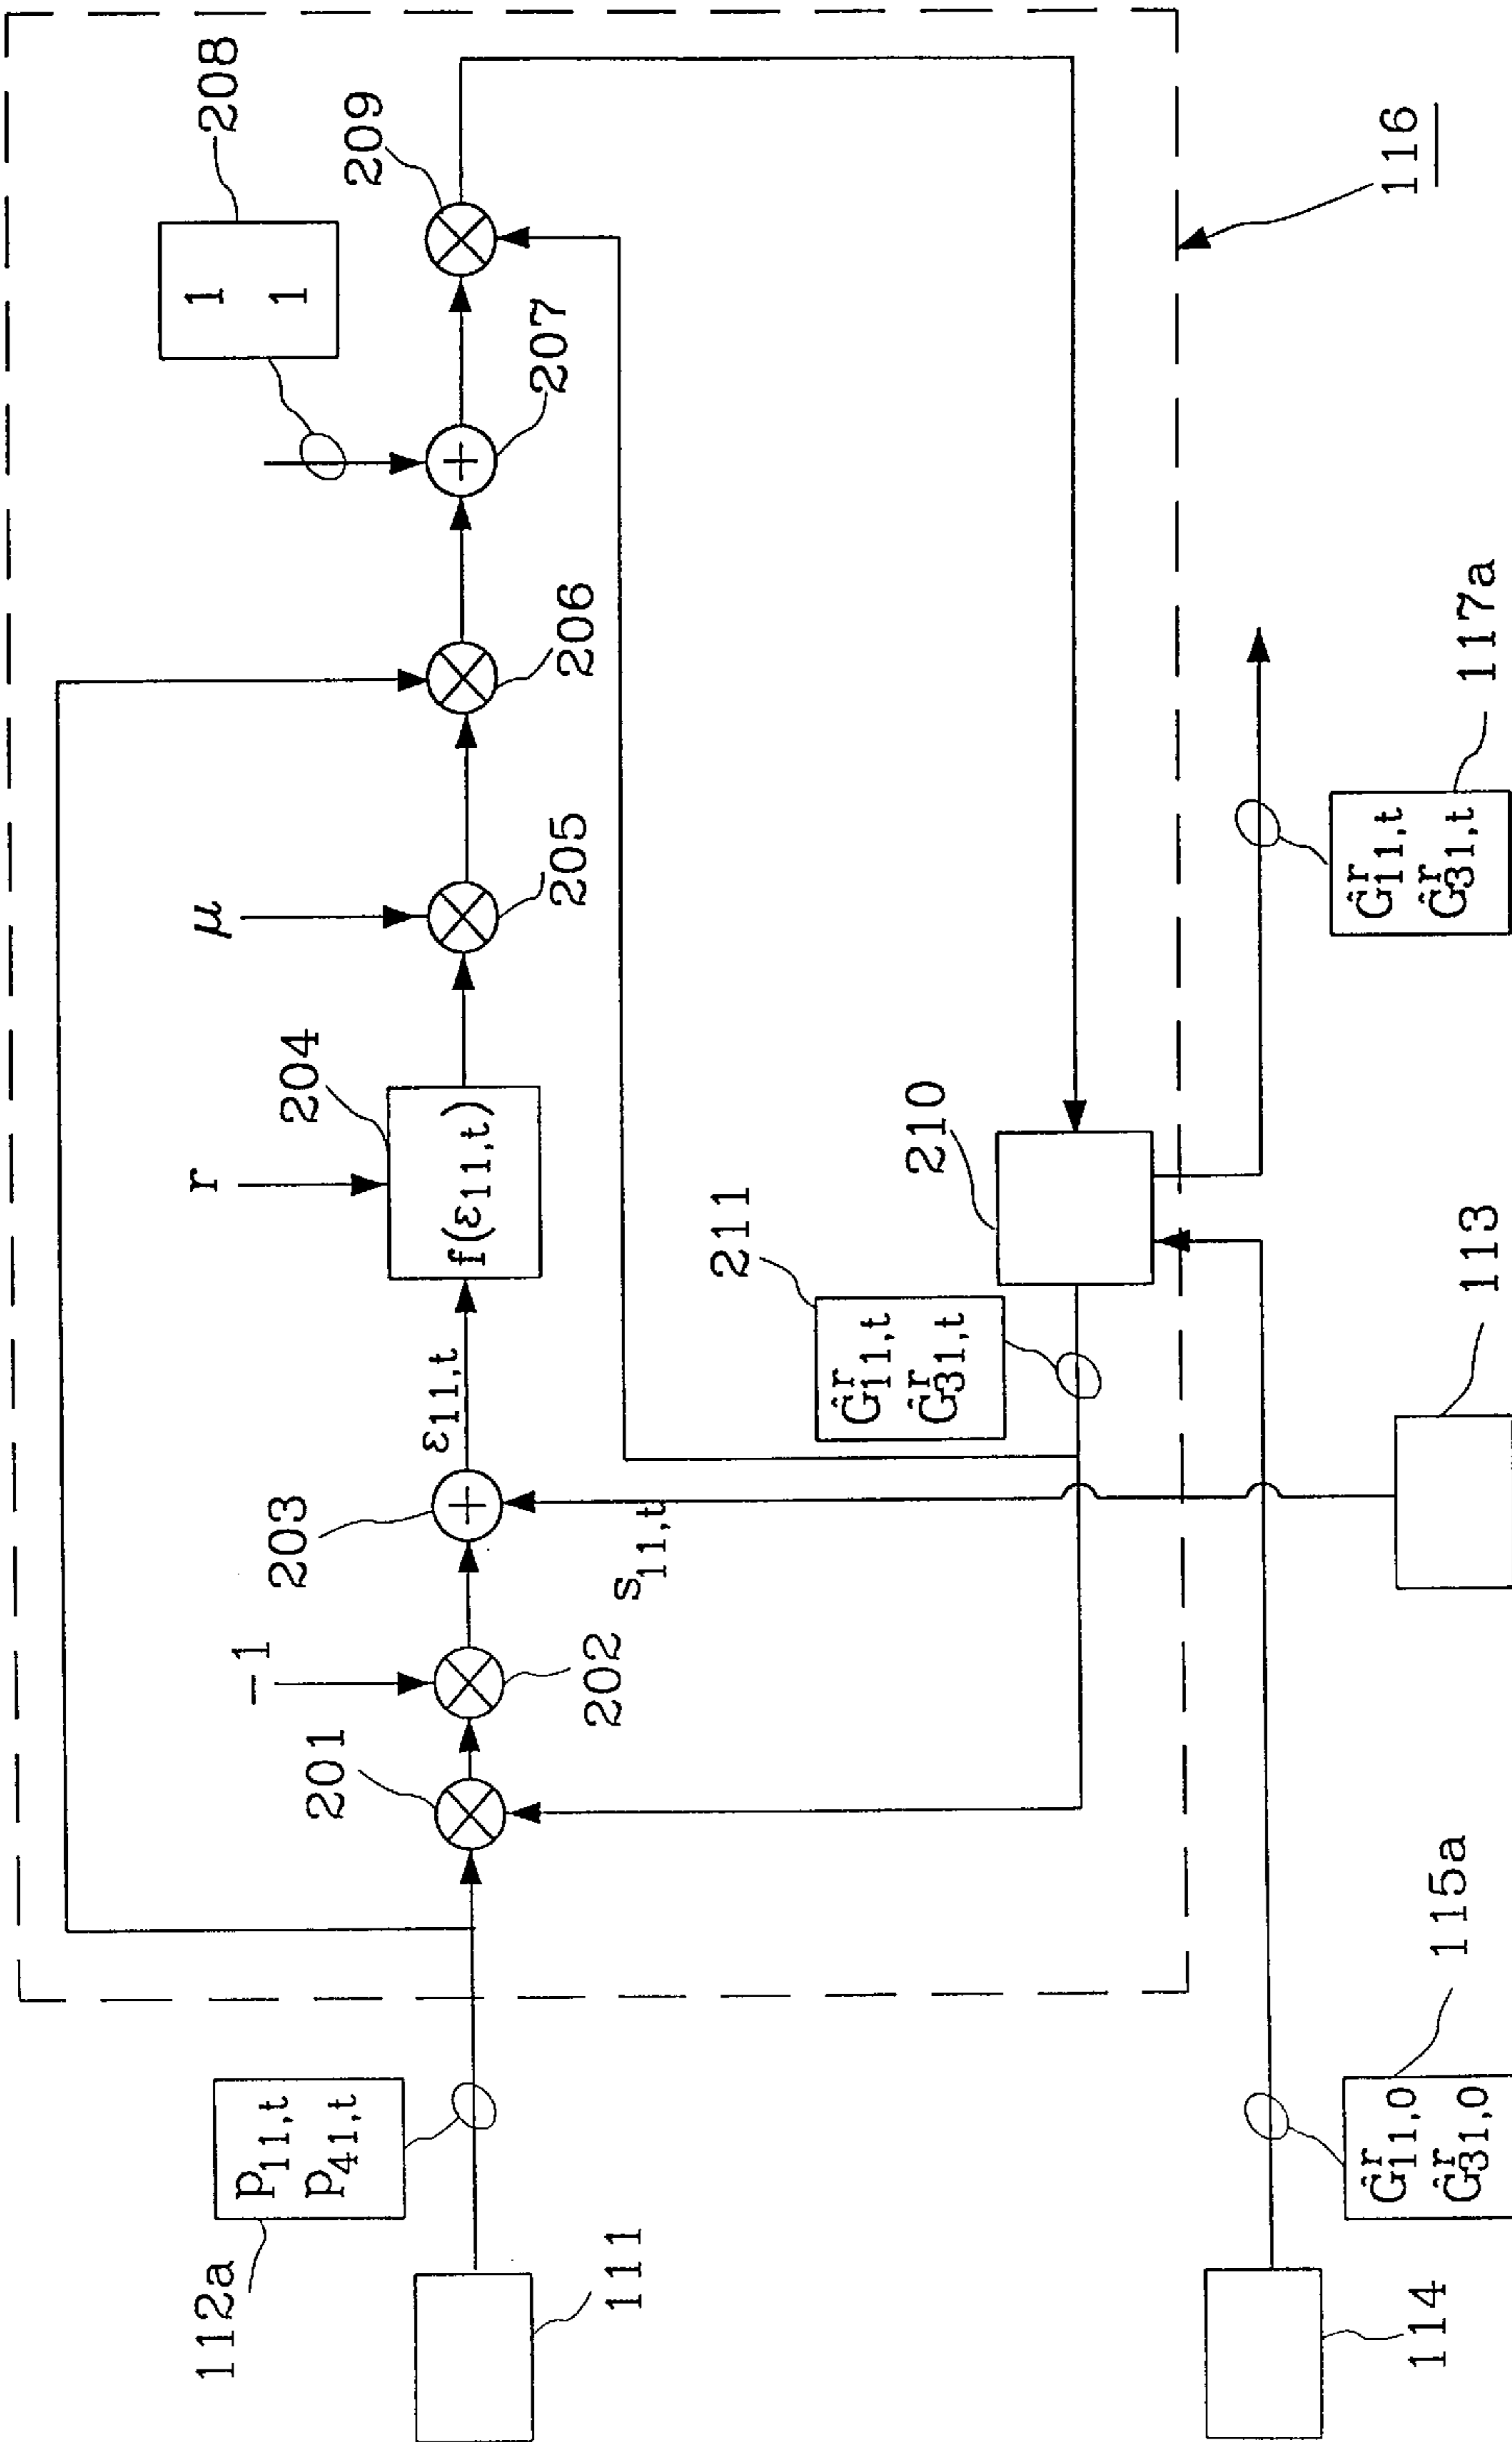 112a
p11,t
p41,t
111
201
-1
202
203
s11,t
ε11,t
r
204
f(ε11,t)
μ
205
206
207
208
1
1
209
116
211
Ĝr11,t
Ĝr31,t
210
114
115a
Ĝr11,0
Ĝr31,0
113
117a
Ĝr11,t
Ĝr31,t